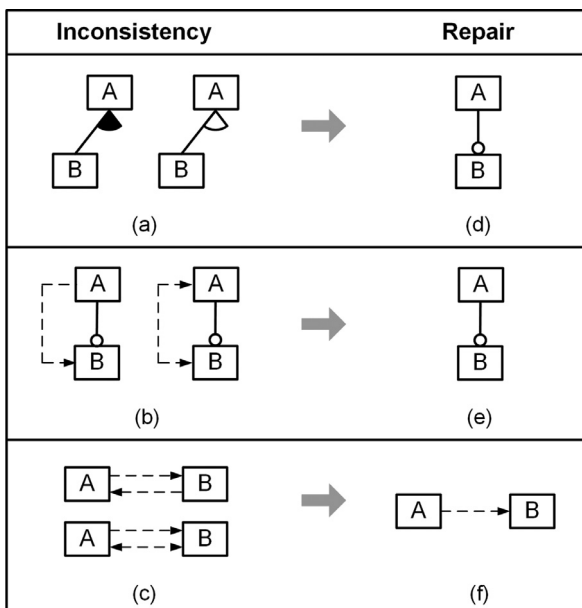 Inconsistency Repair
A A A
B B B
(a) (d)
A A A
B B B
(b) (e)
A B
A B A B
(c) (f)